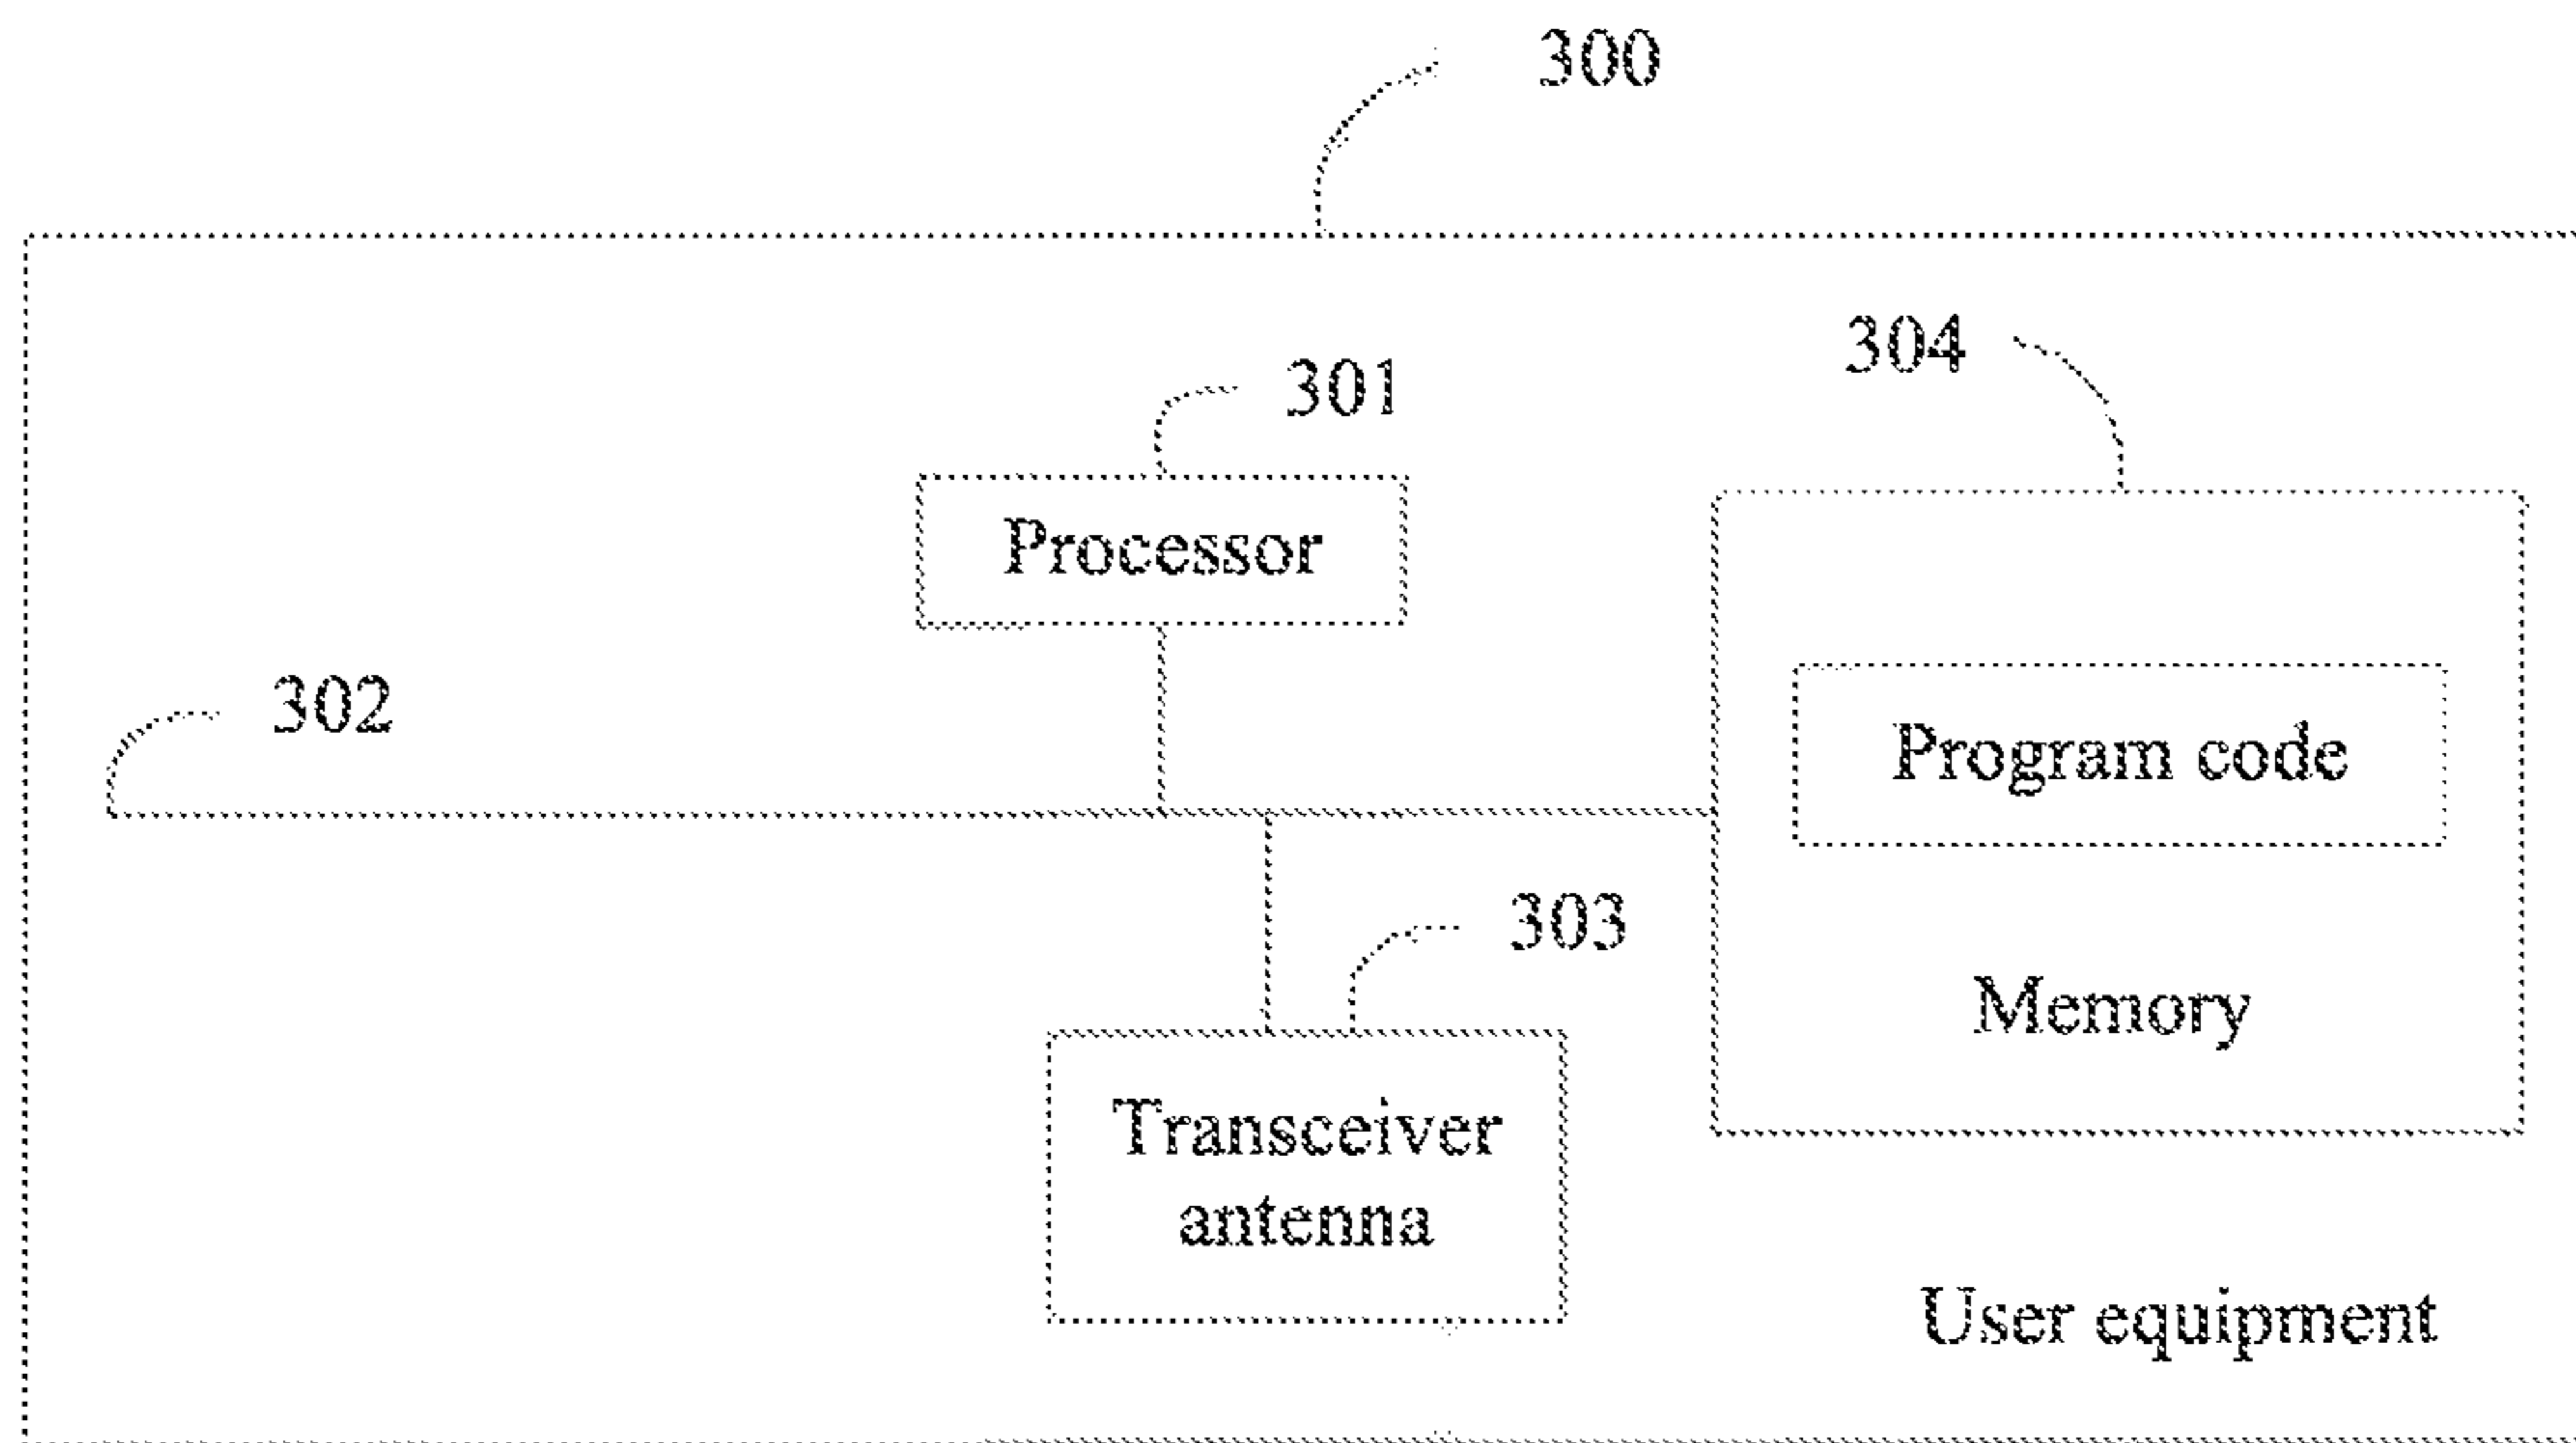 300
304
301
Processor
302
Program code
303
Memory
Transceiver
antenna
User equipment